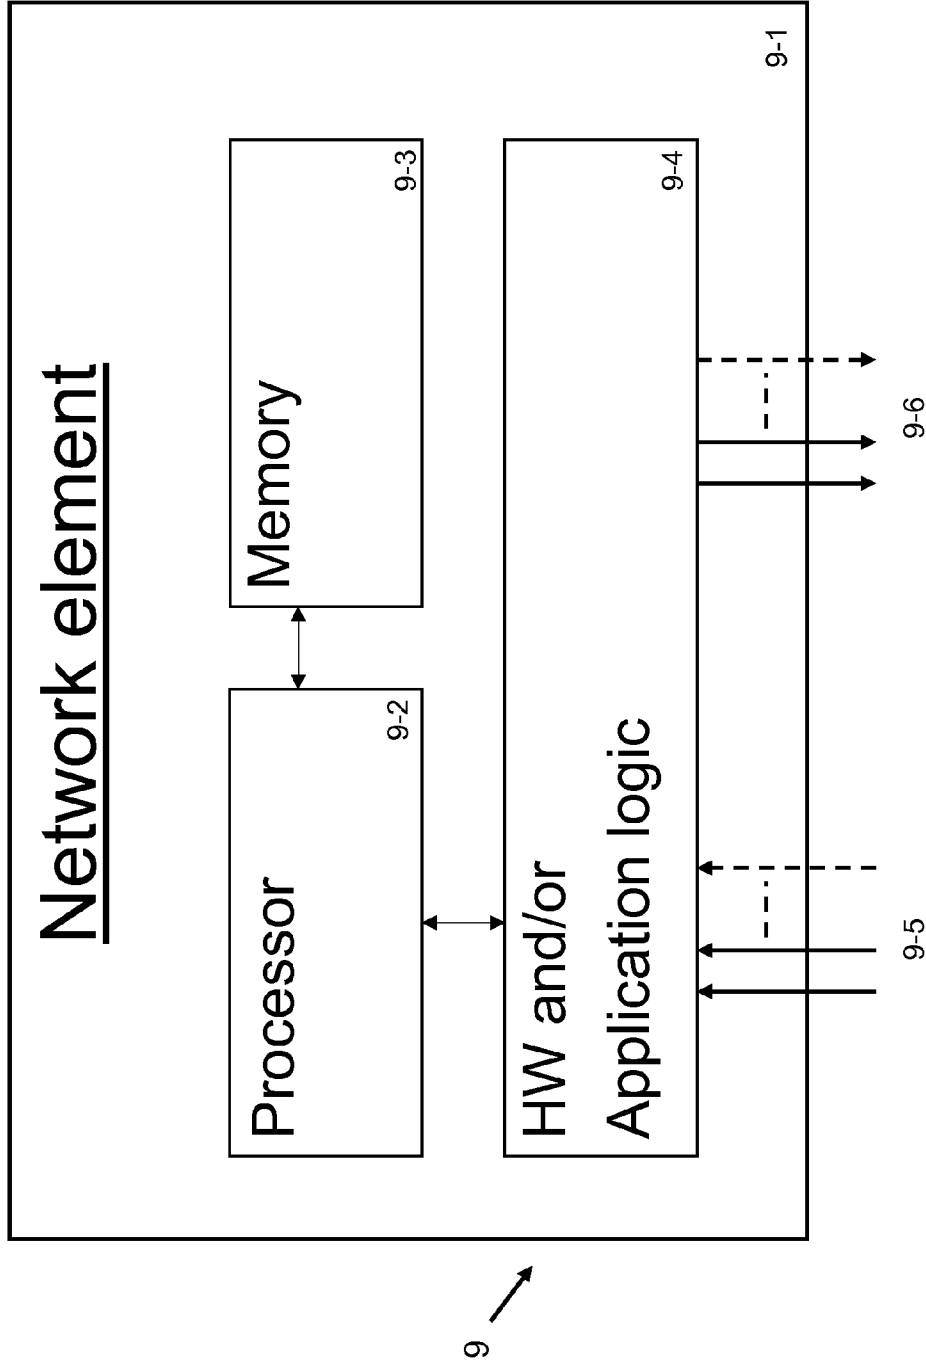 Network element
Processor
9-2
Memory
9-3
HW and/or
Application logic
9-4
9-1
9-5
9-6
9